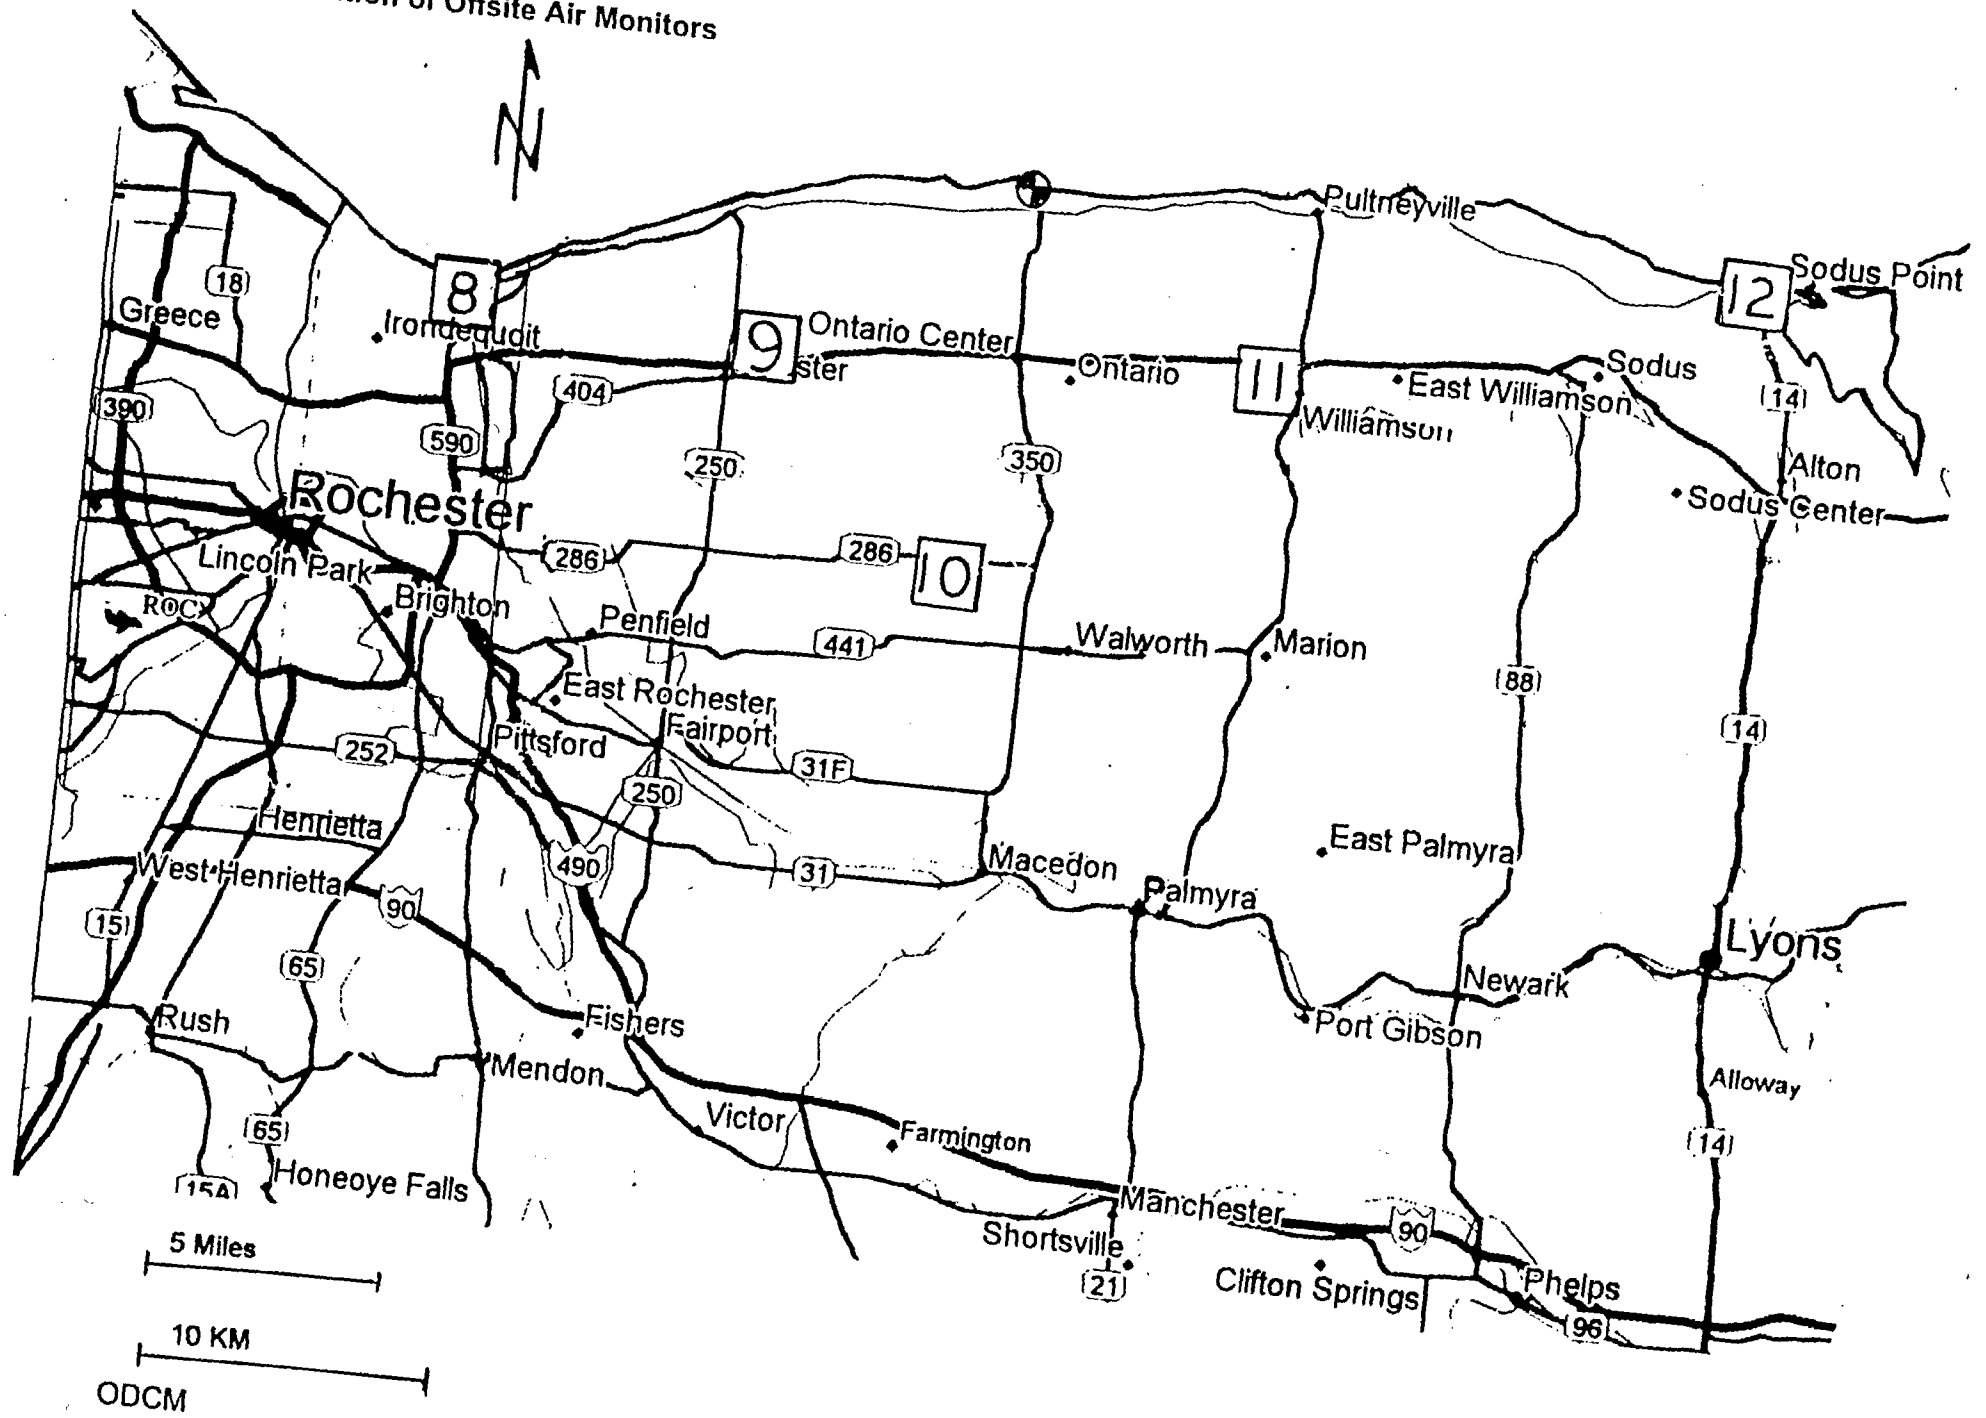 of Offsite Air Monitors
N
Pultneyville
Sodus Point
12
8
18
Greece
Irondequoit
9
Ontario Center
ster
Ontario
11
Sodus
East Williamson
Williamson
404
14
390
590
250
350
Alton
Sodus Center
Rochester
286
286
10
Lincoln Park
ROC
Brighton
Penfield
441
Walworth
Marion
88
East Rochester
Fairport
Pittsford
252
31F
14
250
Henrietta
East Palmyra
490
31
Macedon
West Henrietta
90
Palmyra
15
Lyons
65
Newark
Rush
Fishers
Port Gibson
Mendon
Alloway
Victor
Farmington
65
14
15A
Honeoye Falls
Manchester
90
Shortsville
21
Clifton Springs
Phelps
96
5 Miles
10 KM
ODCM